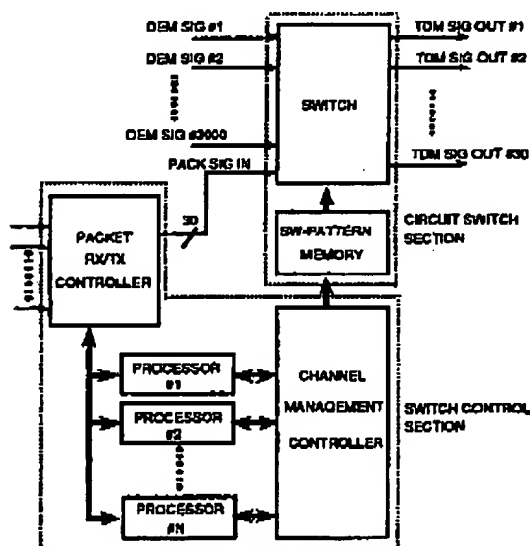 DEM SIG #1
DEM SIG #2
DEM SIG #3000
PACK SIG IN
TDM SIG OUT #1
TDM SIG OUT #2
TDM SIG OUT #30
SWITCH
SW-PATTERN
MEMORY
CIRCUIT SWITCH
SECTION
30
PACKET
RX/TX
CONTROLLER
PROCESSOR
#1
PROCESSOR
#2
PROCESSOR
#N
CHANNEL
MANAGEMENT
CONTROLLER
SWITCH CONTROL
SECTION